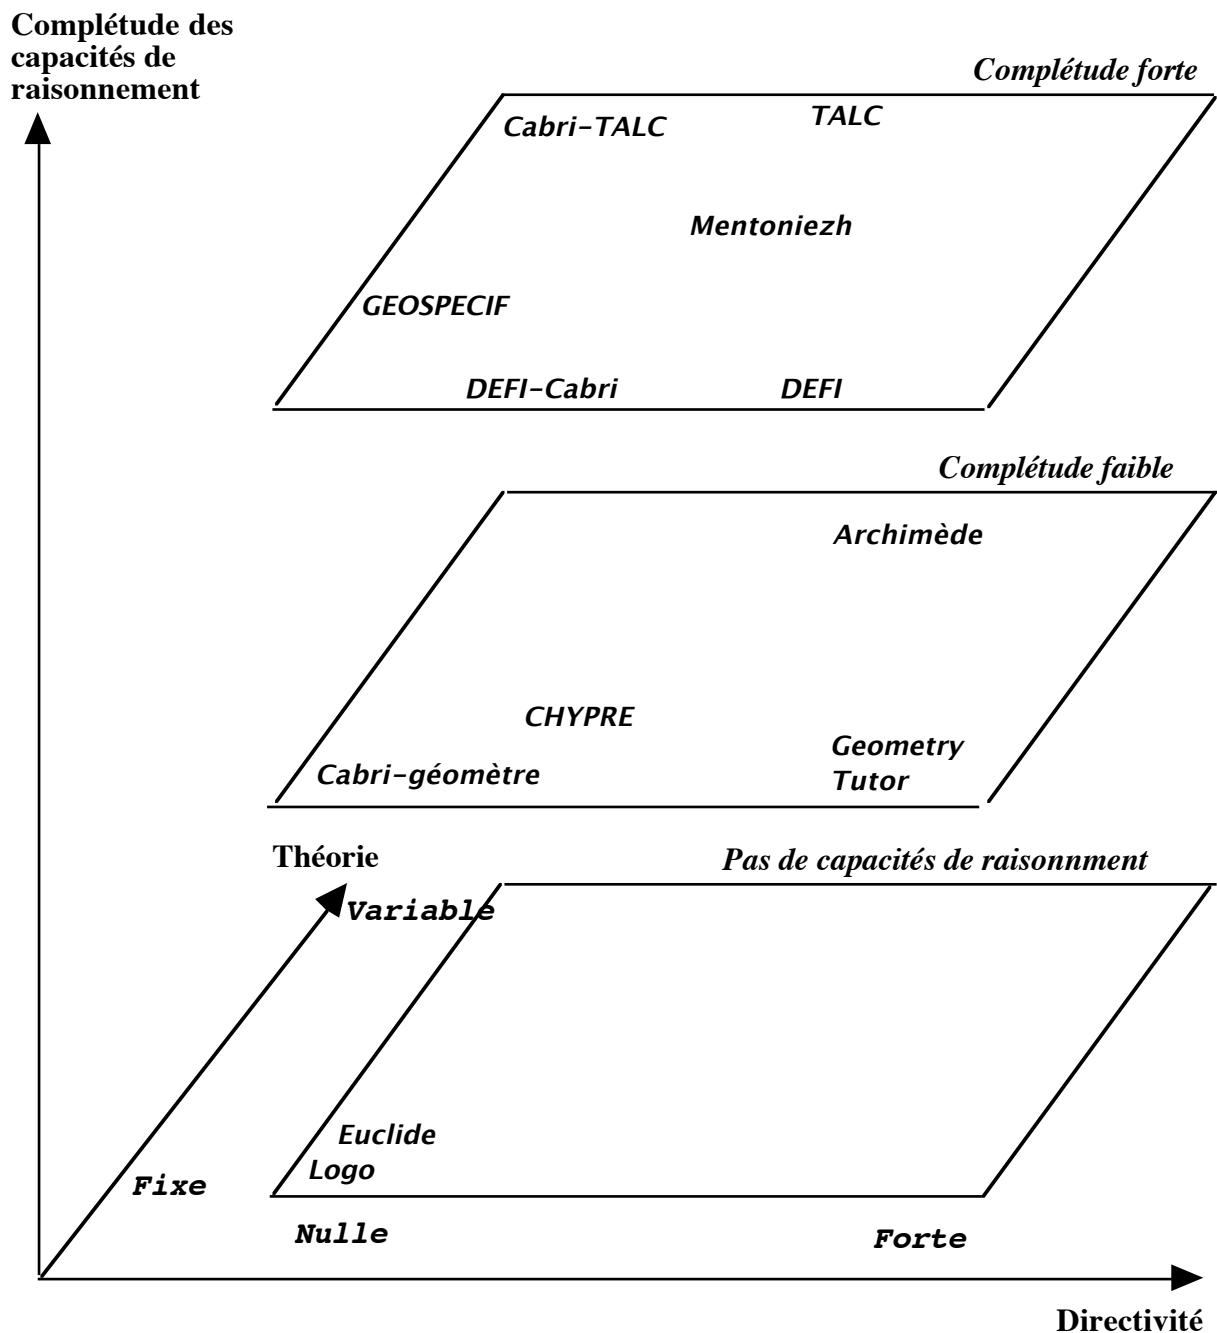 Complétude des
capacités de
raisonnement
Complétude forte
Cabri-TALC
TALC
Mentoniezh
GEOSPECIF
DEFI-Cabri
DEFI
Complétude faible
Archimède
CHYPRE
Geometry
Tutor
Cabri-géomètre
Théorie
Pas de capacités de raisonnment
Variable
Euclide
Logo
Fixe
Nulle
Forte
Directivité